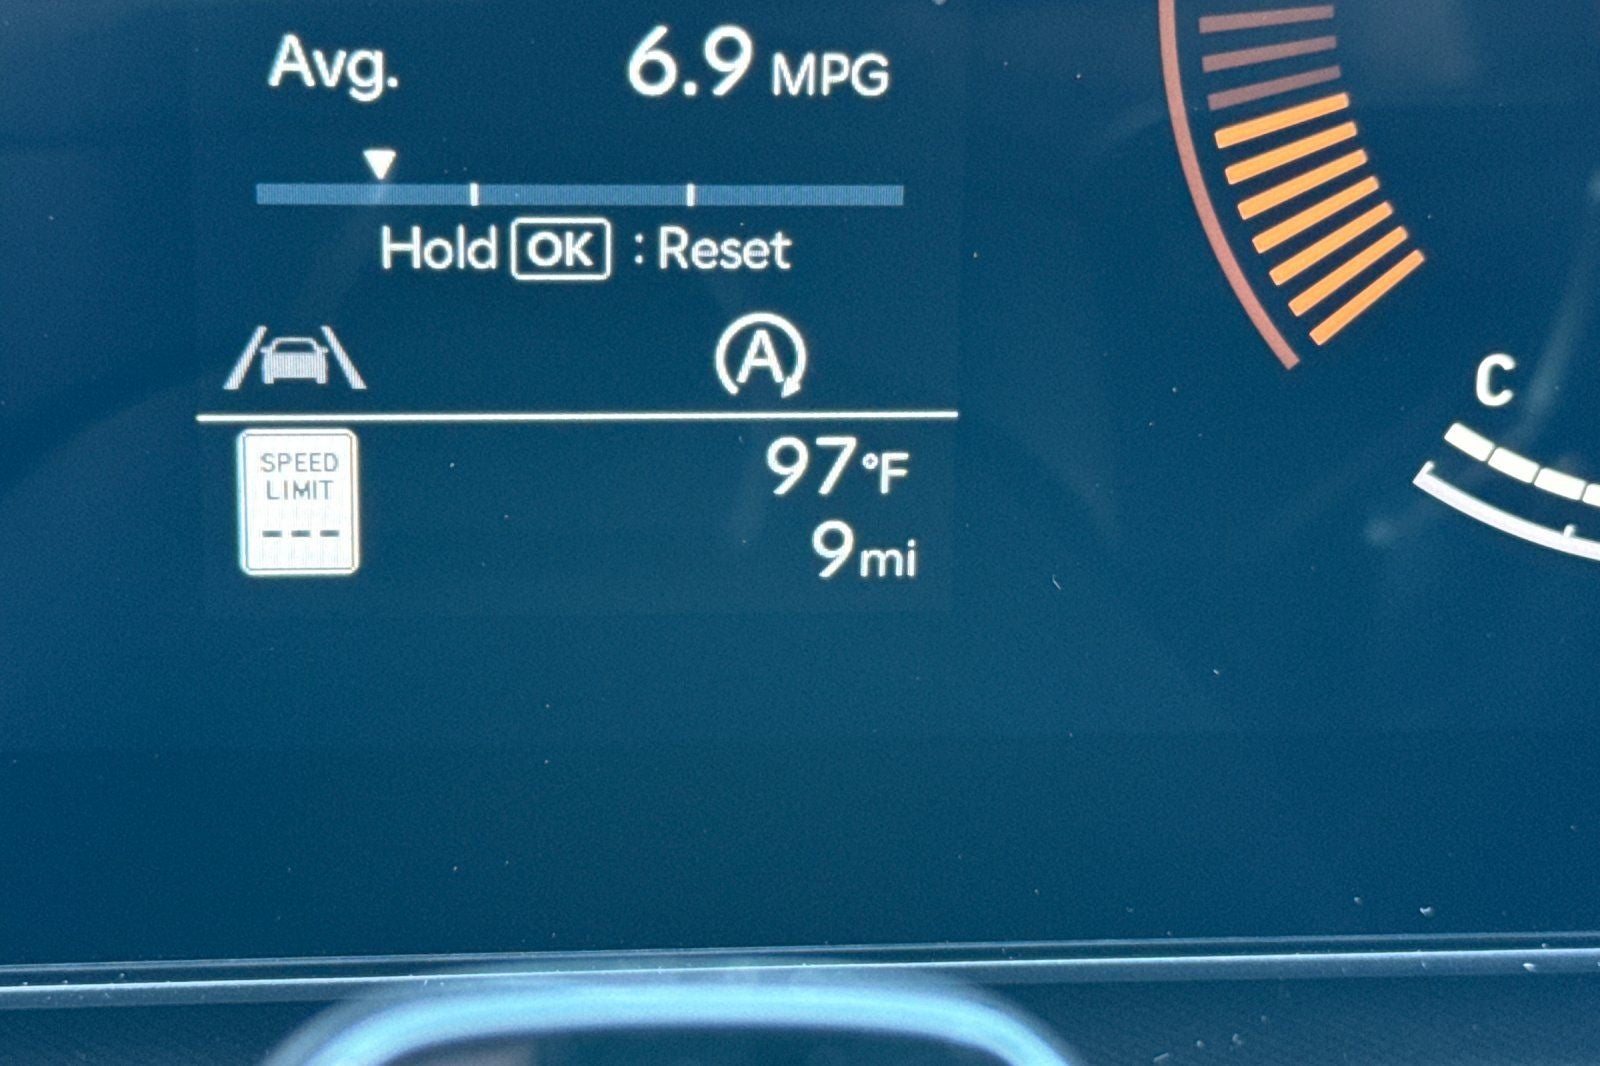 Avg. 6.9 MPG
Hold OK : Reset
A
C
SPEED
LIMIT
---
97°F
9mi